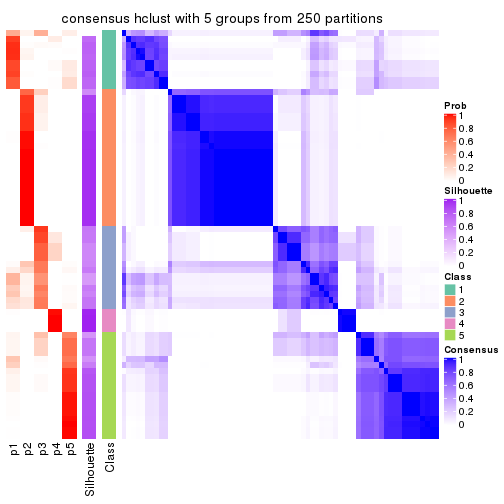 consensus hclust with 5 groups from 250 partitions
Prob
1
0.8
0.6
0.4
0.2
0
Silhouette
1
0.8
0.6
0.4
0.2
0
Class
1
2
3
4
5
Consensus
1
0.8
0.6
0.4
0.2
0
p1
p2
p3
p4
p5
Silhouette
Class